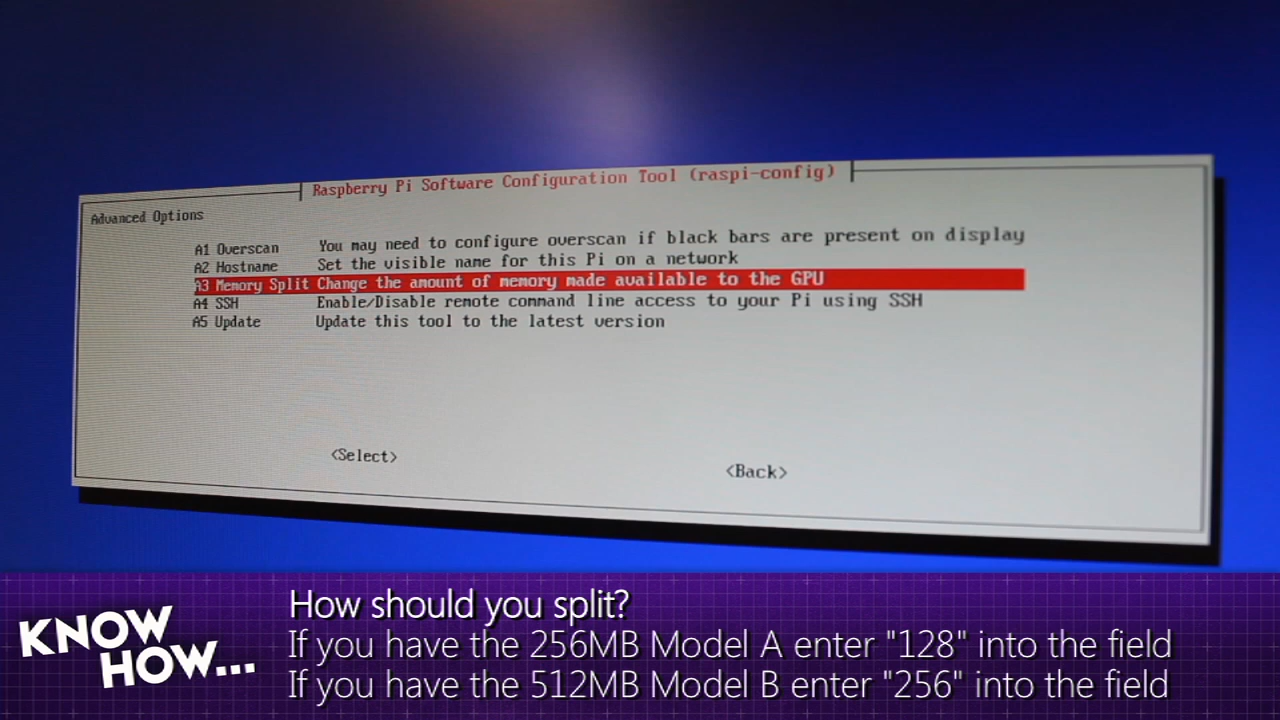 Raspberry Pi Software Configuration Tool (raspi-config)
Advanced Options
A1 Overscan You may need to configure overscan if black bars are present on display
A2 Hostname Set the visible name for this Pi on a network
A3 Memory Split Change the amount of memory made available to the GPU
A4 SSH Enable/Disable remote command line access to your Pi using SSH
A5 Update Update this tool to the latest version
<Select> <Back>
KNOW HOW...
How should you split?
If you have the 256MB Model A enter "128" into the field
If you have the 512MB Model B enter "256" into the field